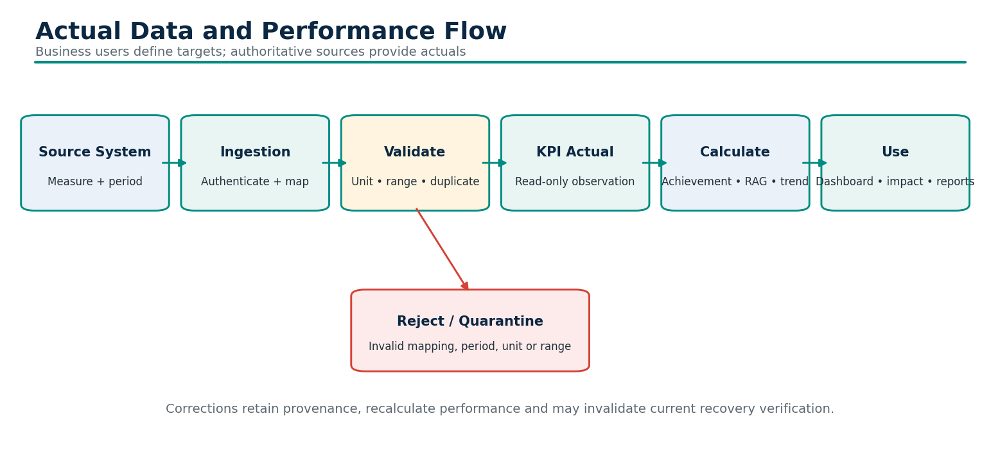 Actual Data and Performance Flow
Business users define targets; authoritative sources provide actuals
Source System
Measure + period
Ingestion
Authenticate + map
Validate
Unit • range • duplicate
KPI Actual
Read-only observation
Calculate
Achievement • RAG • trend
Use
Dashboard • impact • reports
Reject / Quarantine
Invalid mapping, period, unit or range
Corrections retain provenance, recalculate performance and may invalidate current recovery verification.